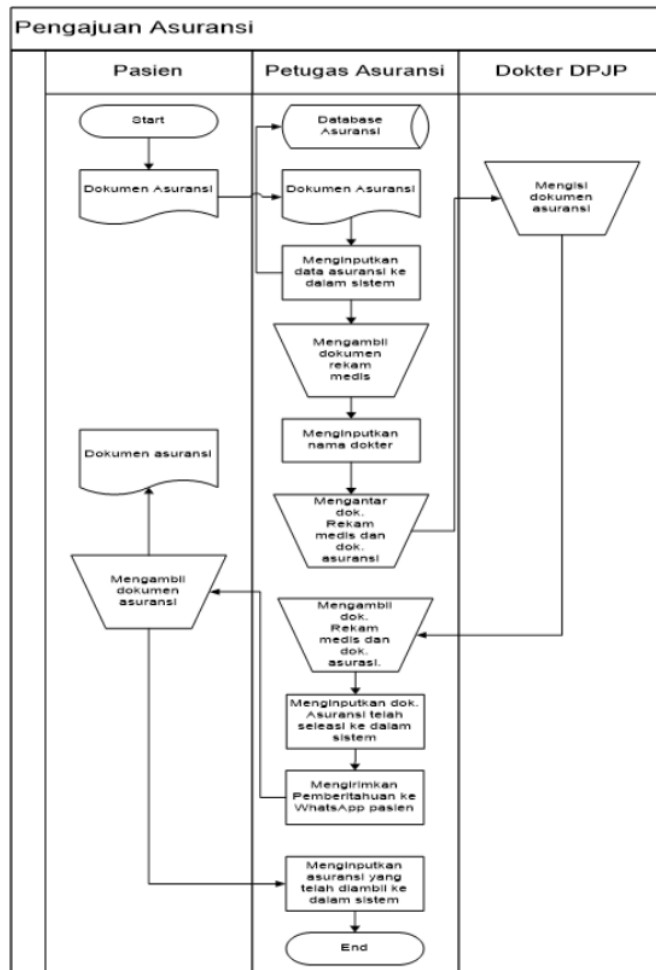 Pengajuan Asuransi
Pasien
Petugas Asuransi
Dokter DPJP
Start
Database
Asuransi
Dokumen Asuransi
Dokumen Asuransi
Mengisi
dokumen
asuransi
Menginputkan
data asuransi ke
dalam sistem
Mengambil
dokumen
rekam
medis
Menginputkan
nama dokter
Dokumen asuransi
Mengantar
dok.
Rekam
medis dan
dok.
asuransi
Mengambil
dokumen
asuransi
Mengambil
dok.
Rekam
medis dan
dok.
asurasi.
Menginputkan dok.
Asuransi telah
seleasi ke dalam
sistem
Mengirimkan
Pemberitahuan ke
WhatsApp pasien
Menginputkan
asuransi yang
telah diambil ke
dalam sistem
End